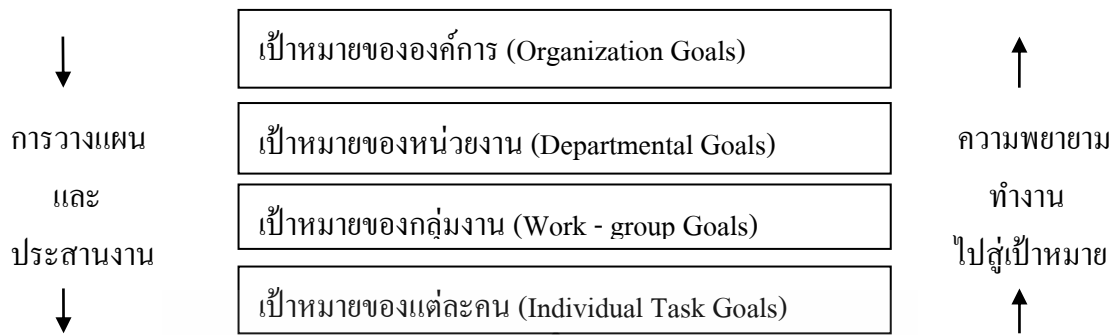 เป้าหมายขององค์การ (Organization Goals)
เป้าหมายของหน่วยงาน (Departmental Goals)
เป้าหมายของกลุ่มงาน (Work - group Goals)
เป้าหมายของแต่ละคน (Individual Task Goals)
การวางแผน
และ
ประสานงาน
ความพยายาม
ทำงาน
ไปสู่เป้าหมาย